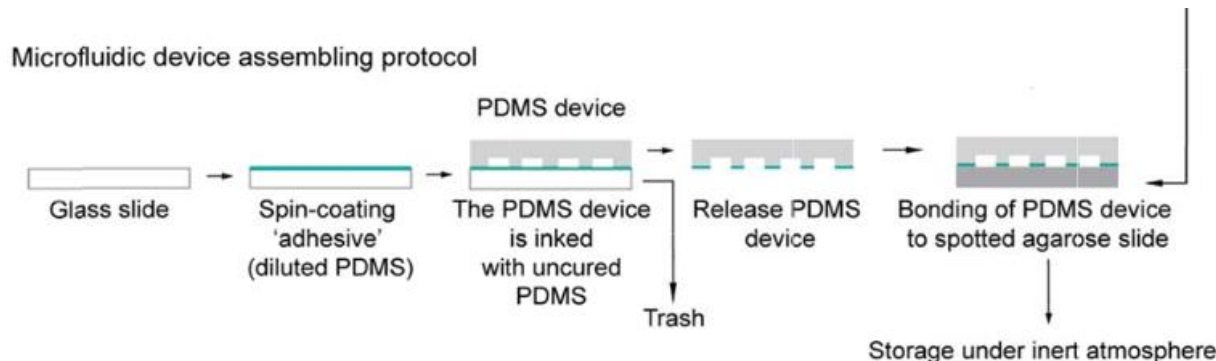 Microfluidic device assembling protocol
PDMS device
Glass slide
Spin-coating
'adhesive'
(diluted PDMS)
The PDMS device
is inked
with uncured
PDMS
Trash
Release PDMS
device
Bonding of PDMS device
to spotted agarose slide
Storage under inert atmosphere